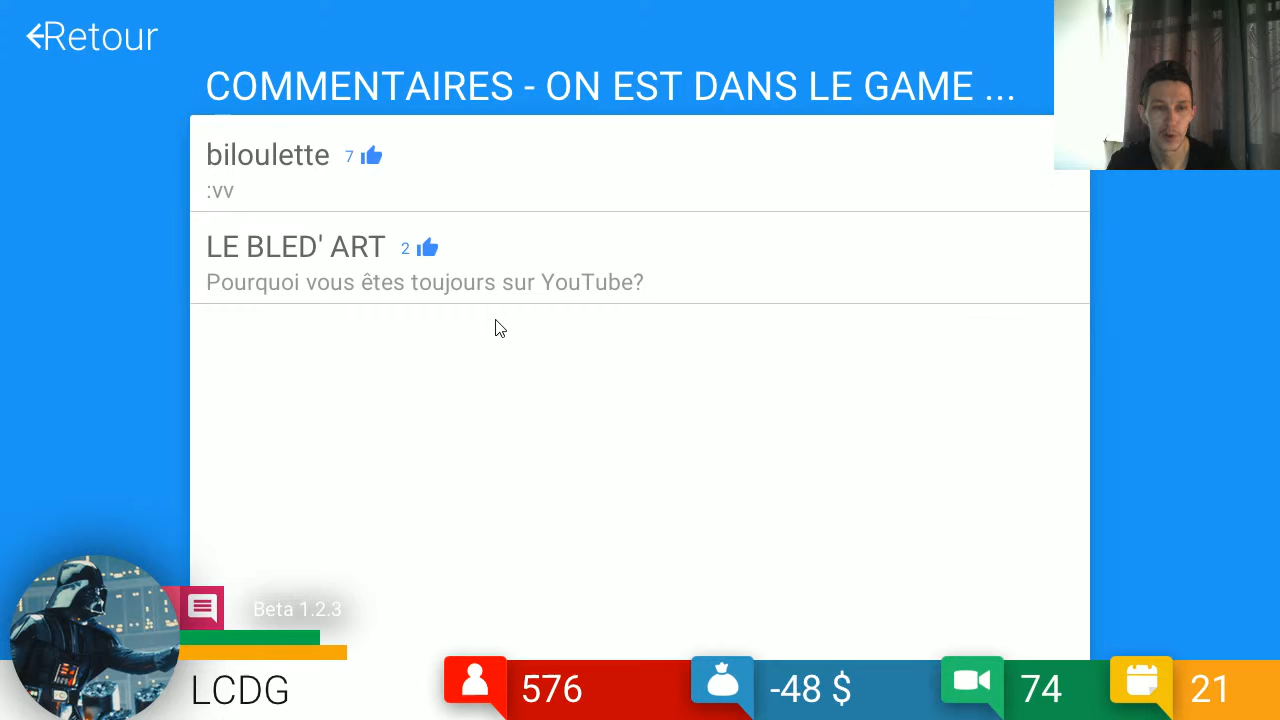 Retour
COMMENTAIRES - ON EST DANS LE GAME ...
biloulette 7
:vv
LE BLED' ART 2
Pourquoi vous êtes toujours sur YouTube?
Beta 1.2.3
LCDG
576
-48 $
74
21